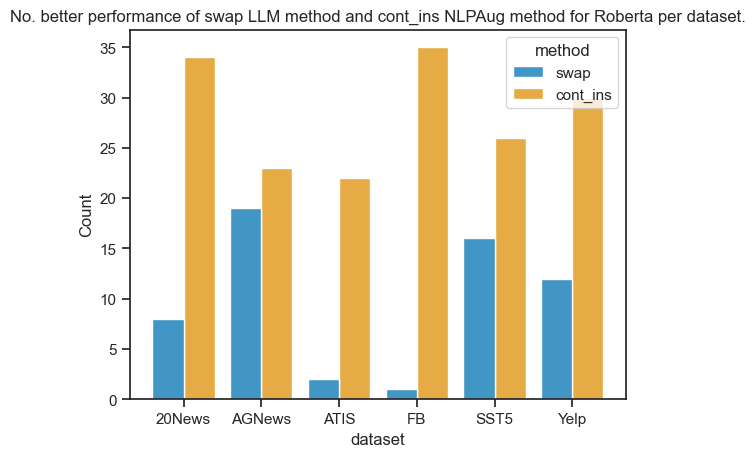 No. better performance of swap LLM method and cont_ins NLPAug method for Roberta per dataset.
method
swap
cont_ins
Count
35
30
25
20
15
10
5
0
20News AGNews ATIS FB SST5 Yelp
dataset